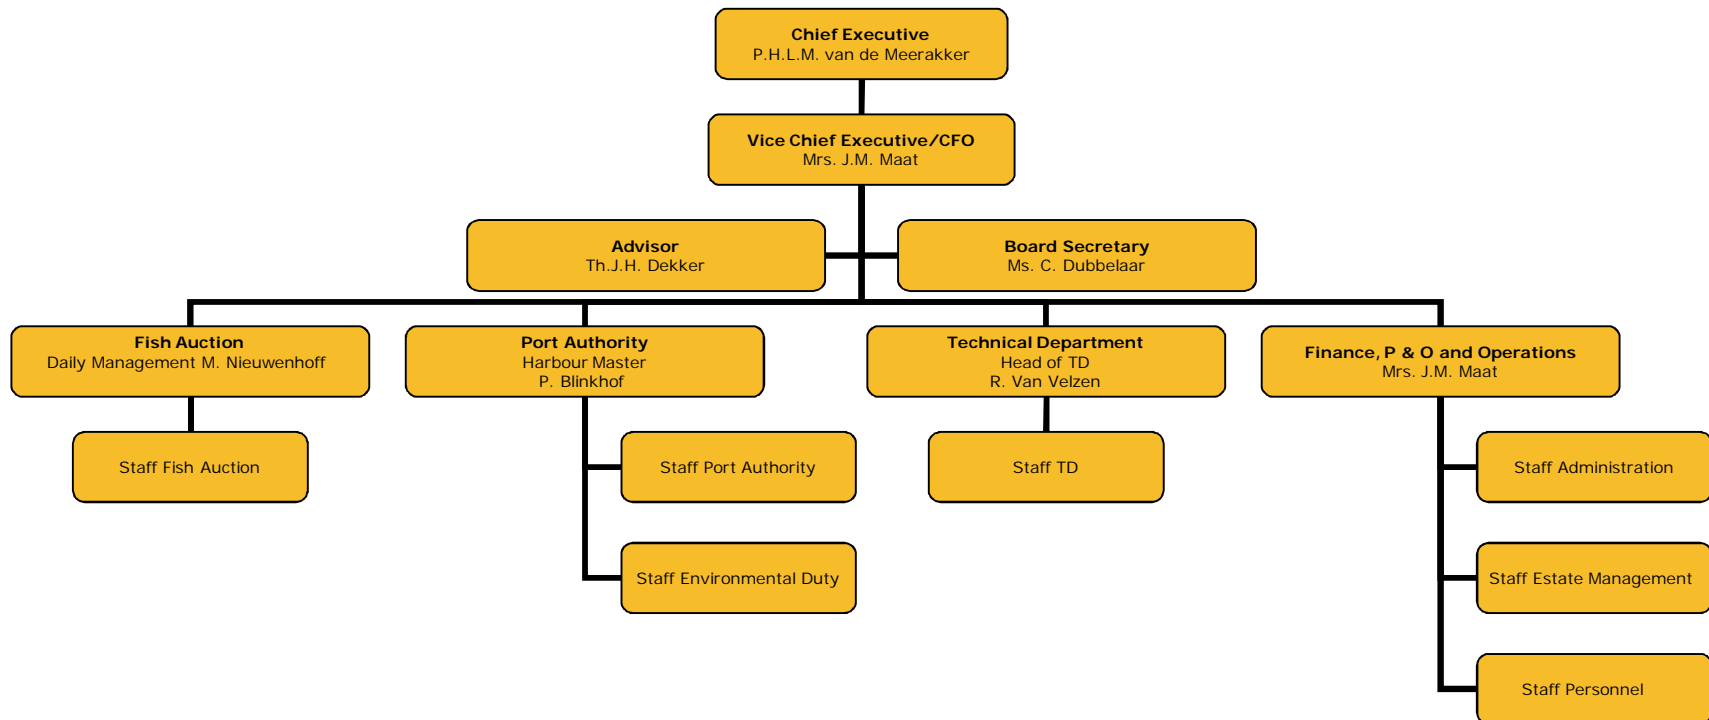 Chief Executive
P.H.L.M. van de Meerakker
Vice Chief Executive/CFO
Mrs. J.M. Maat
Advisor
Th.J.H. Dekker
Board Secretary
Ms. C. Dubbelaar
Fish Auction
Daily Management M. Nieuwenhoff
Port Authority
Harbour Master
P. Blinkhof
Technical Department
Head of TD
R. Van Velzen
Finance, P & O and Operations
Mrs. J.M. Maat
Staff Fish Auction
Staff Port Authority
Staff TD
Staff Administration
Staff Environmental Duty
Staff Estate Management
Staff Personnel